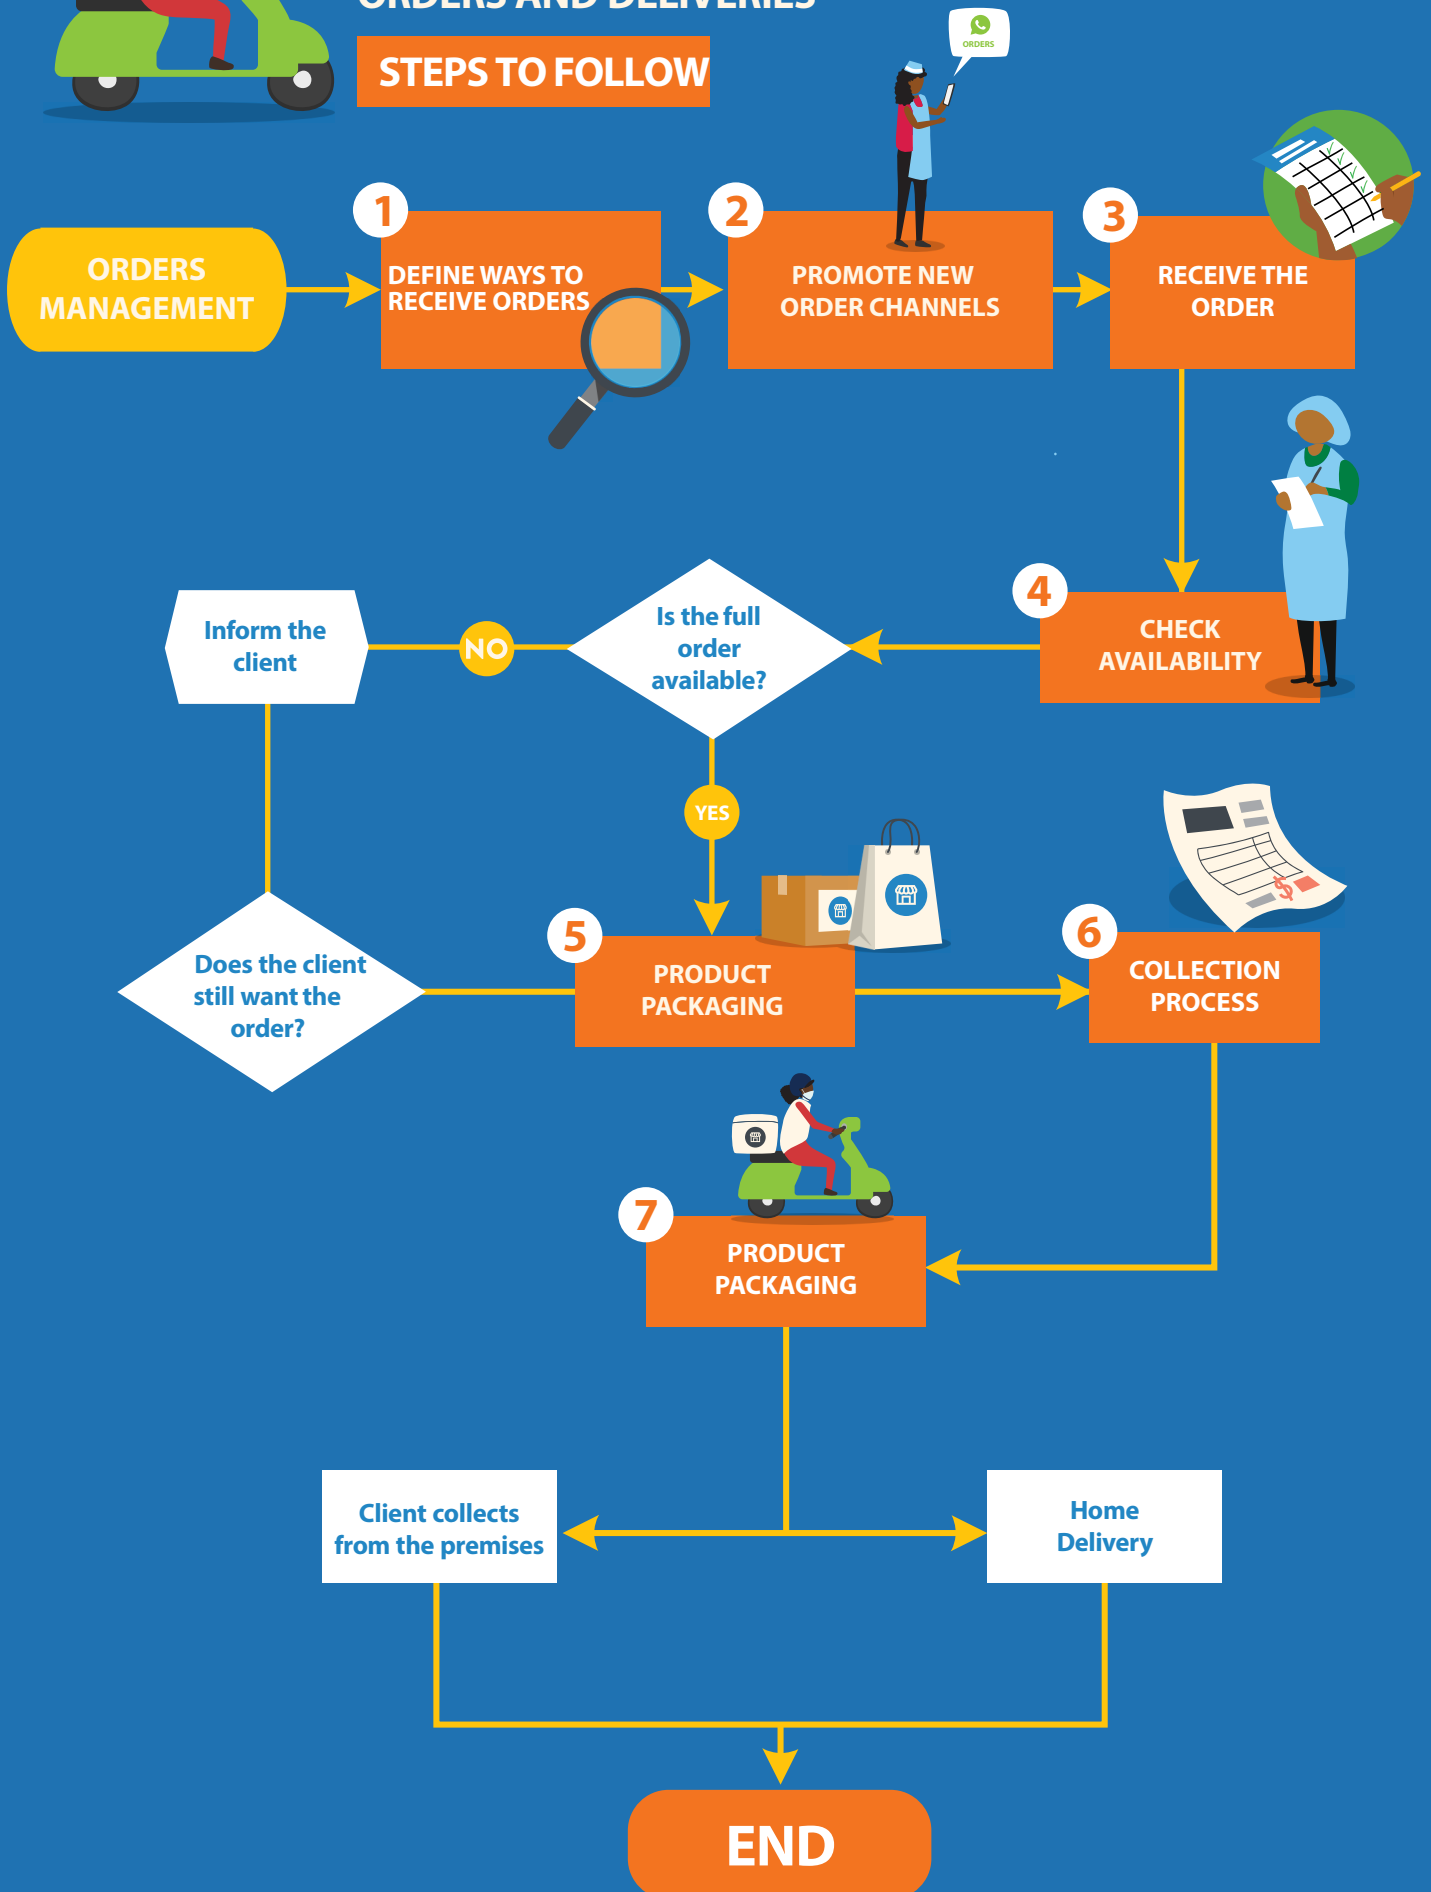 ORDERS AND DELIVERIES
STEPS TO FOLLOW
ORDERS
ORDERS
MANAGEMENT
1
DEFINE WAYS TO
RECEIVE ORDERS
2
PROMOTE NEW
ORDER CHANNELS
3
RECEIVE THE
ORDER
4
CHECK
AVAILABILITY
Is the full
order
available?
NO
Inform the
client
YES
Does the client
still want the
order?
5
PRODUCT
PACKAGING
$
6
COLLECTION
PROCESS
7
PRODUCT
PACKAGING
Client collects
from the premises
Home
Delivery
END